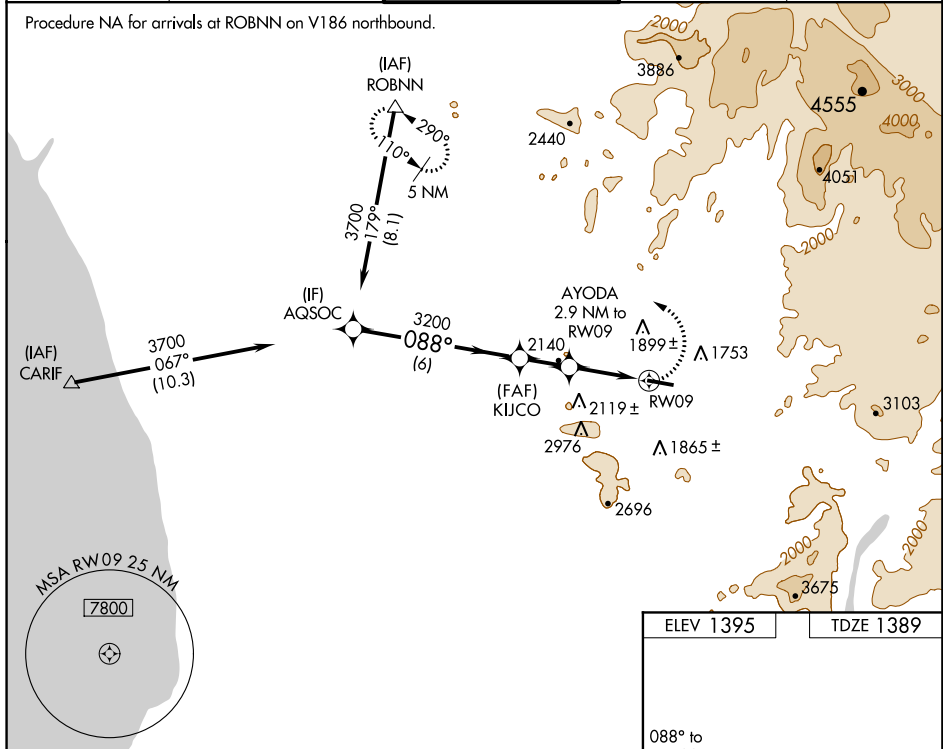 Procedure NA for arrivals at ROBNN on V186 northbound.
2000
3886
3000
4555
4000
(IAF)
ROBNN
290°
110°
5 NM
2440
4051
2000
3700
179°
(8.1)
(IF)
AQSOC
3200
088°
(6)
AYODA
2.9 NM to
RW09
2140
1899 ±
1753
(IAF)
CARIF
3700
067°
(10.3)
(FAF)
KIJCO
RW09
2119 ±
3103
2976
1865 ±
2696
2000
2000
3675
MSA RW09 25 NM
7800
ELEV 1395
TDZE 1389
088° to